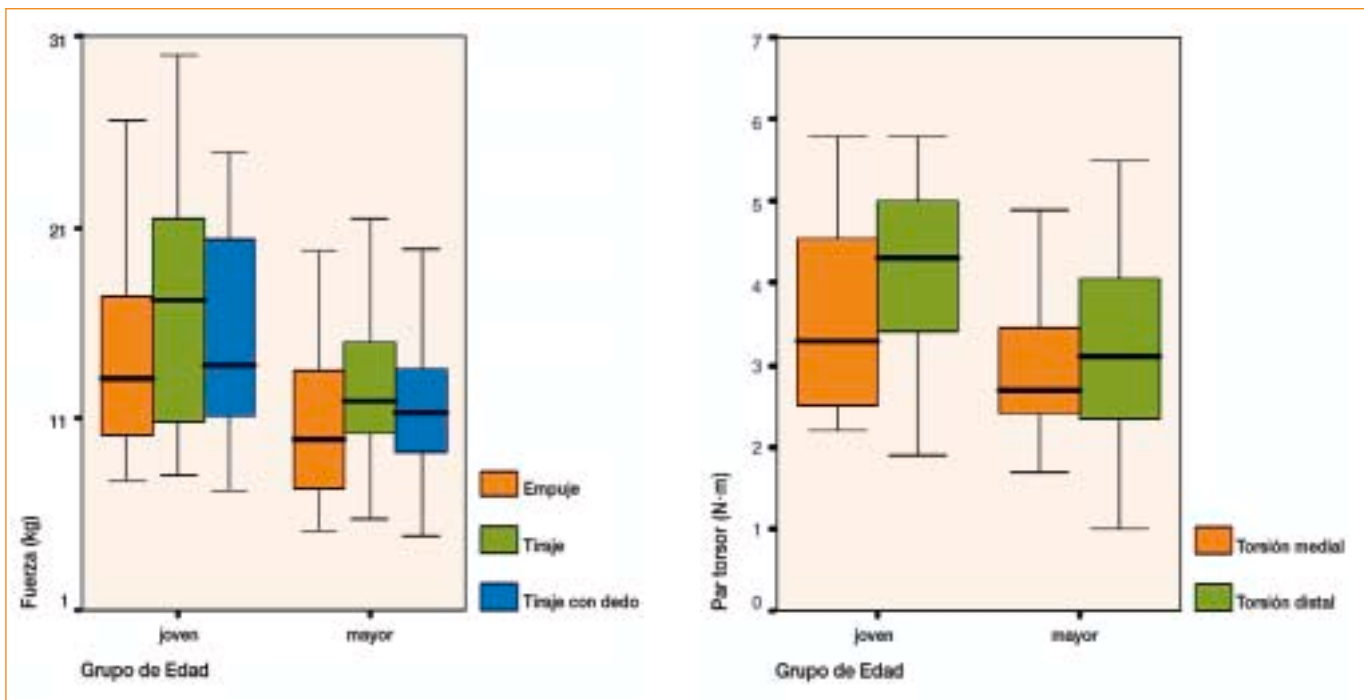 31
21
11
1
Fuerza (kg)
Empuje
Tiraje
Tiraje con dedo
joven
mayor
Grupo de Edad
7
6
5
4
3
2
1
0
Par torsor (N·m)
Torsión medial
Torsión distal
joven
mayor
Grupo de Edad